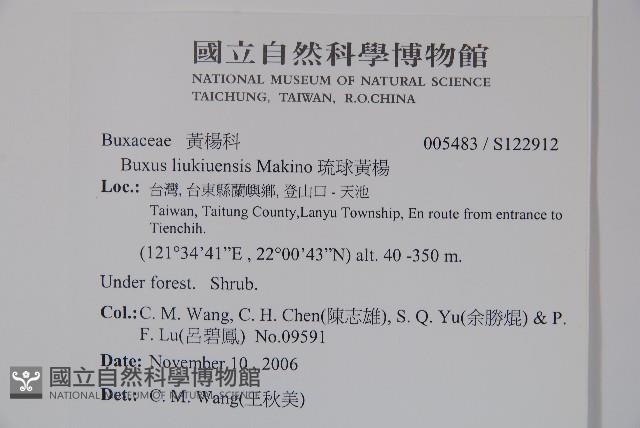 國立自然科學博物館
NATIONAL MUSEUM OF NATURAL SCIENCE
TAICHUNG, TAIWAN, R.O.CHINA
Buxaceae 黃楊科 005483 / S122912
Buxus liukiuensis Makino 琉球黃楊
Loc.: 台灣, 台東縣蘭嶼鄉, 登山口 - 天池
Taiwan, Taitung County,Lanyu Township, En route from entrance to
Tienchih.
(121°34’41”E , 22°00’43”N) alt. 40 -350 m.
Under forest. Shrub.
Col.: C. M. Wang, C. H. Chen(陳志雄), S. Q. Yu(余勝焜) & P.
F. Lu(呂碧鳳) No.09591
Date: November,10 , 2006
國立自然科學博物館
NATIONAL MUSEUM OF NATURAL SCIENCE
Det.: C. M. Wang(王秋美)